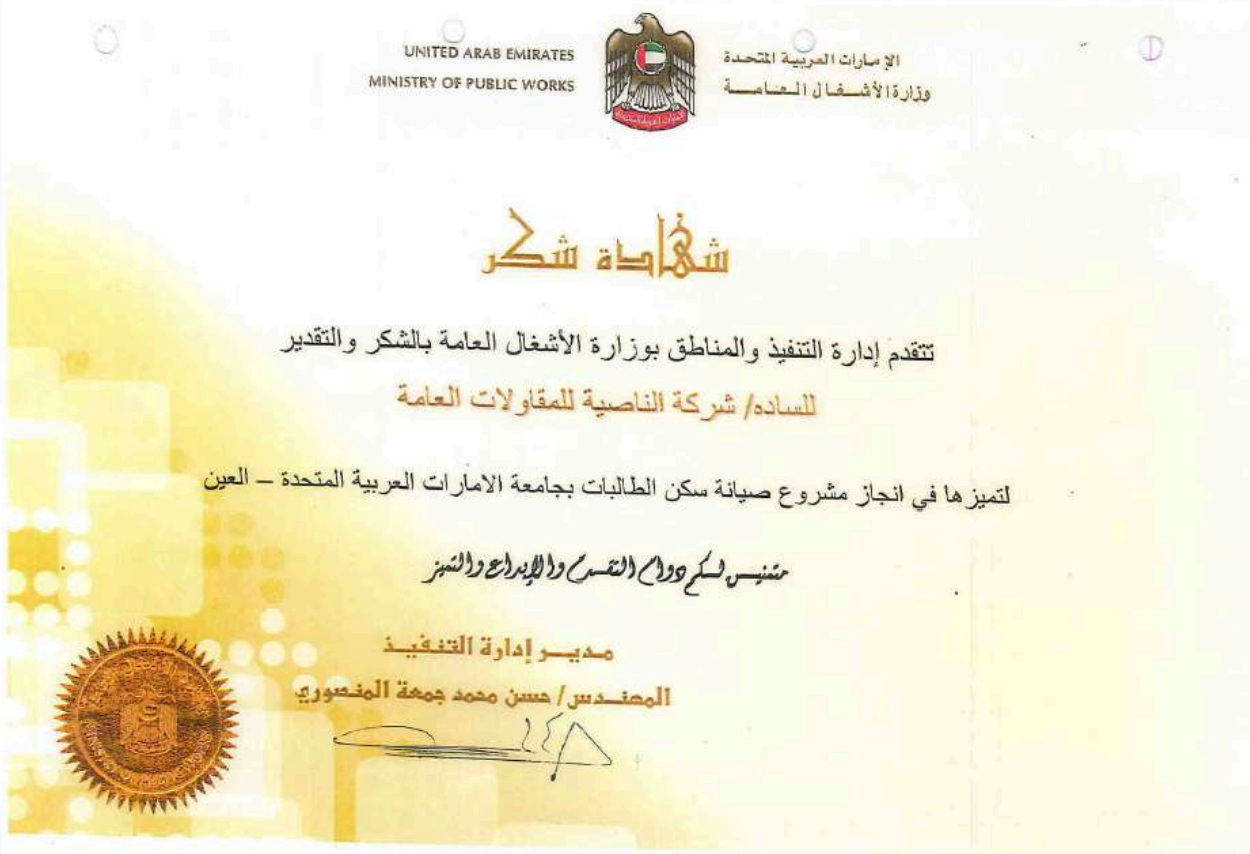 UNITED ARAB EMIRATES
MINISTRY OF PUBLIC WORKS
الإمارات العربية المتحدة
وزارة الأشغال العامة
شهادة شكر
تتقدم إدارة التنفيذ والمناطق بوزارة الأشغال العامة بالشكر والتقدير
للساده/ شركة الناصية للمقاولات العامة
لتميزها في انجاز مشروع صيانة سكن الطالبات بجامعة الامارات العربية المتحدة – العين
متمنيين لكم دوام التقدم والإبداع والتميز
مدير إدارة التنفيذ
المهندس/ حسن محمد جمعة المنصوري